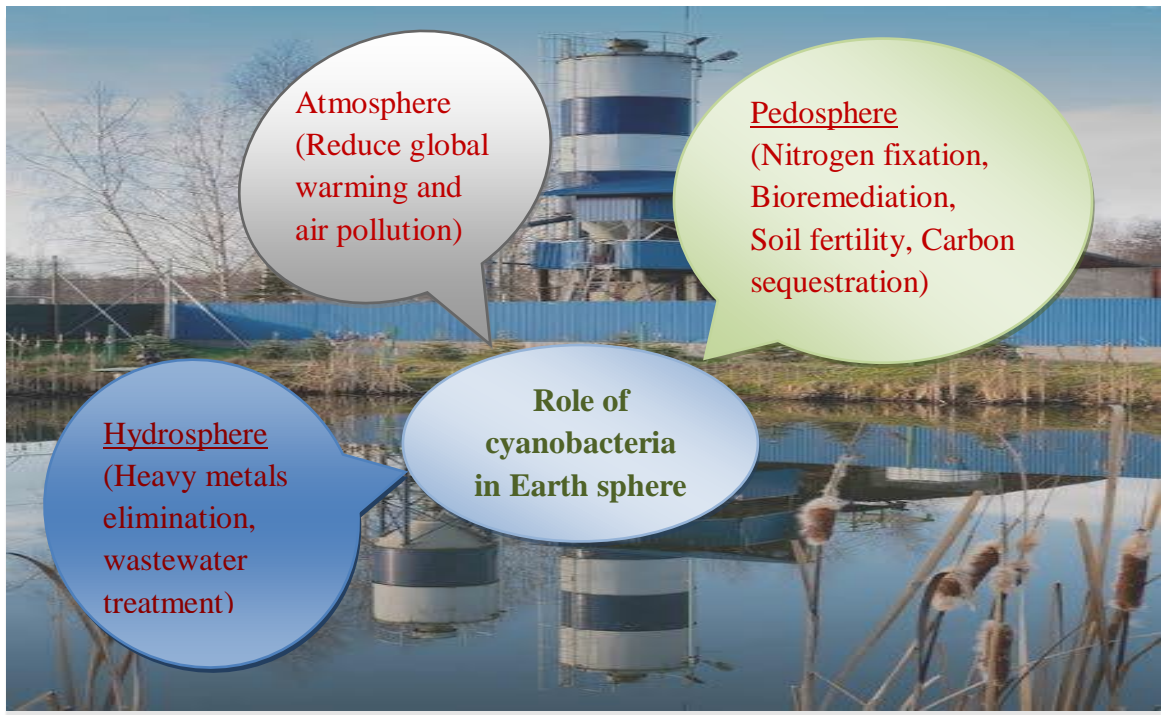 Atmosphere
(Reduce global
warming and
air pollution)
Pedosphere
(Nitrogen fixation,
Bioremediation,
Soil fertility, Carbon
sequestration)
Hydrosphere
(Heavy metals
elimination,
wastewater
treatment)
Role of
cyanobacteria
in Earth sphere